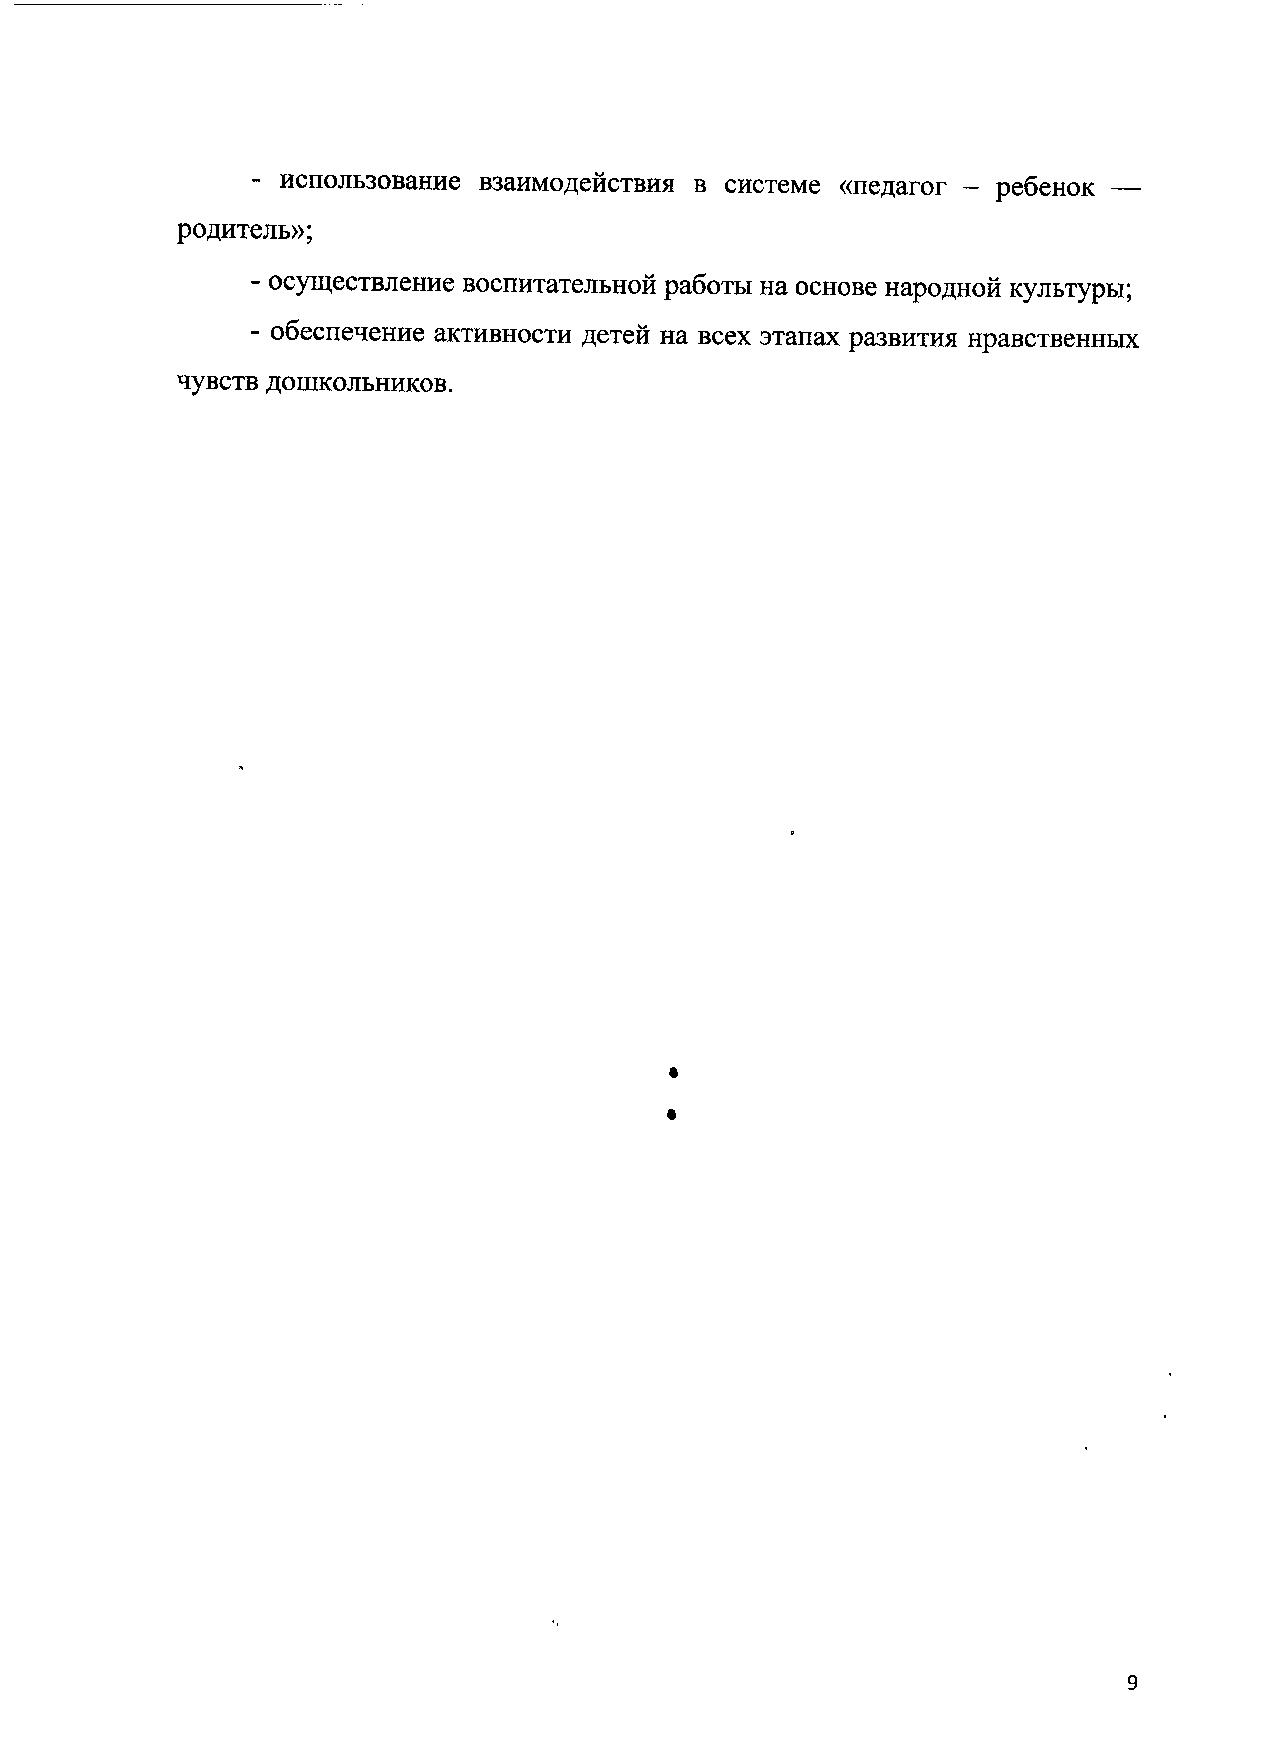 - использование взаимодействия в системе «педагог – ребенок —
родитель»;
- осуществление воспитательной работы на основе народной культуры;
- обеспечение активности детей на всех этапах развития нравственных
чувств дошкольников.
9